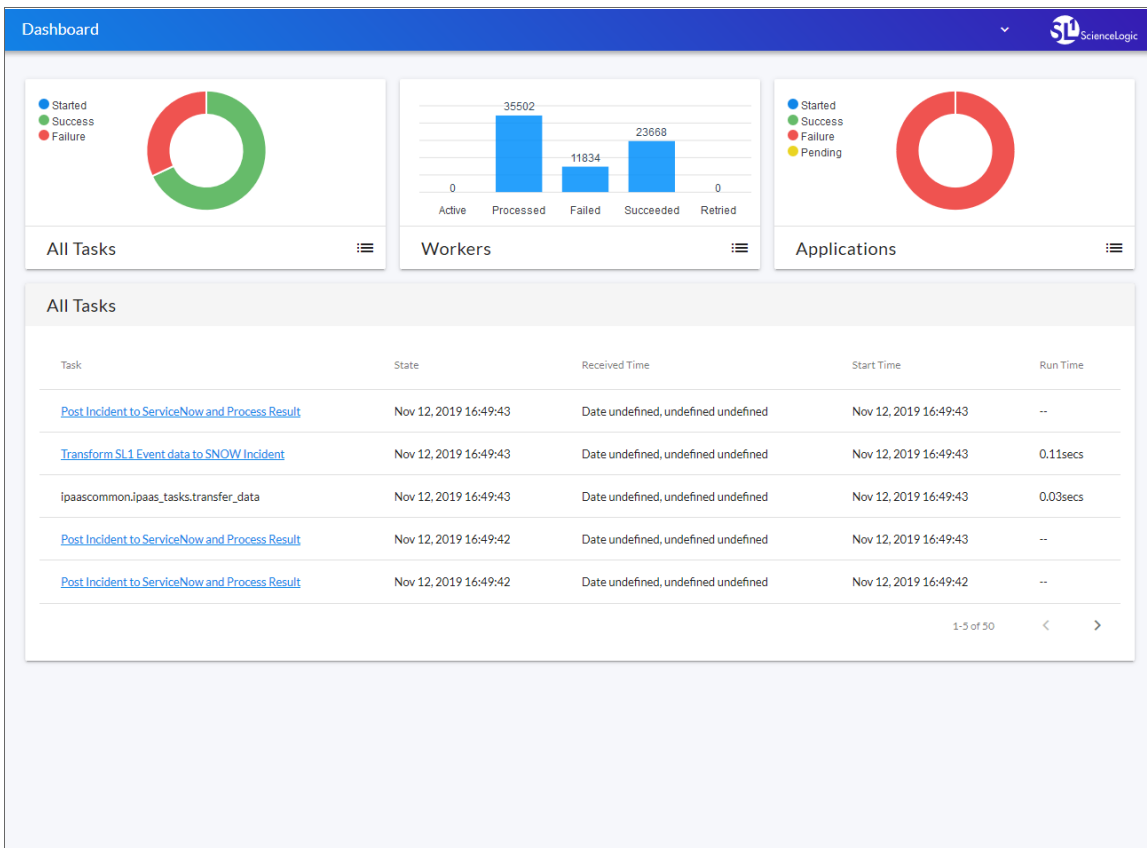 Dashboard
SL1 ScienceLogic
Started
Success
Failure
All Tasks
35502
23668
11834
0
0
Active Processed Failed Succeeded Retried
Workers
Started
Success
Failure
Pending
Applications
All Tasks
Task State Received Time Start Time Run Time
Post Incident to ServiceNow and Process Result Nov 12, 2019 16:49:43 Date undefined, undefined undefined Nov 12, 2019 16:49:43 --
Transform SL1 Event data to SNOW Incident Nov 12, 2019 16:49:43 Date undefined, undefined undefined Nov 12, 2019 16:49:43 0.11secs
ipaascommon.ipaas_tasks.transfer_data Nov 12, 2019 16:49:43 Date undefined, undefined undefined Nov 12, 2019 16:49:43 0.03secs
Post Incident to ServiceNow and Process Result Nov 12, 2019 16:49:42 Date undefined, undefined undefined Nov 12, 2019 16:49:43 --
Post Incident to ServiceNow and Process Result Nov 12, 2019 16:49:42 Date undefined, undefined undefined Nov 12, 2019 16:49:42 --
1-5 of 50